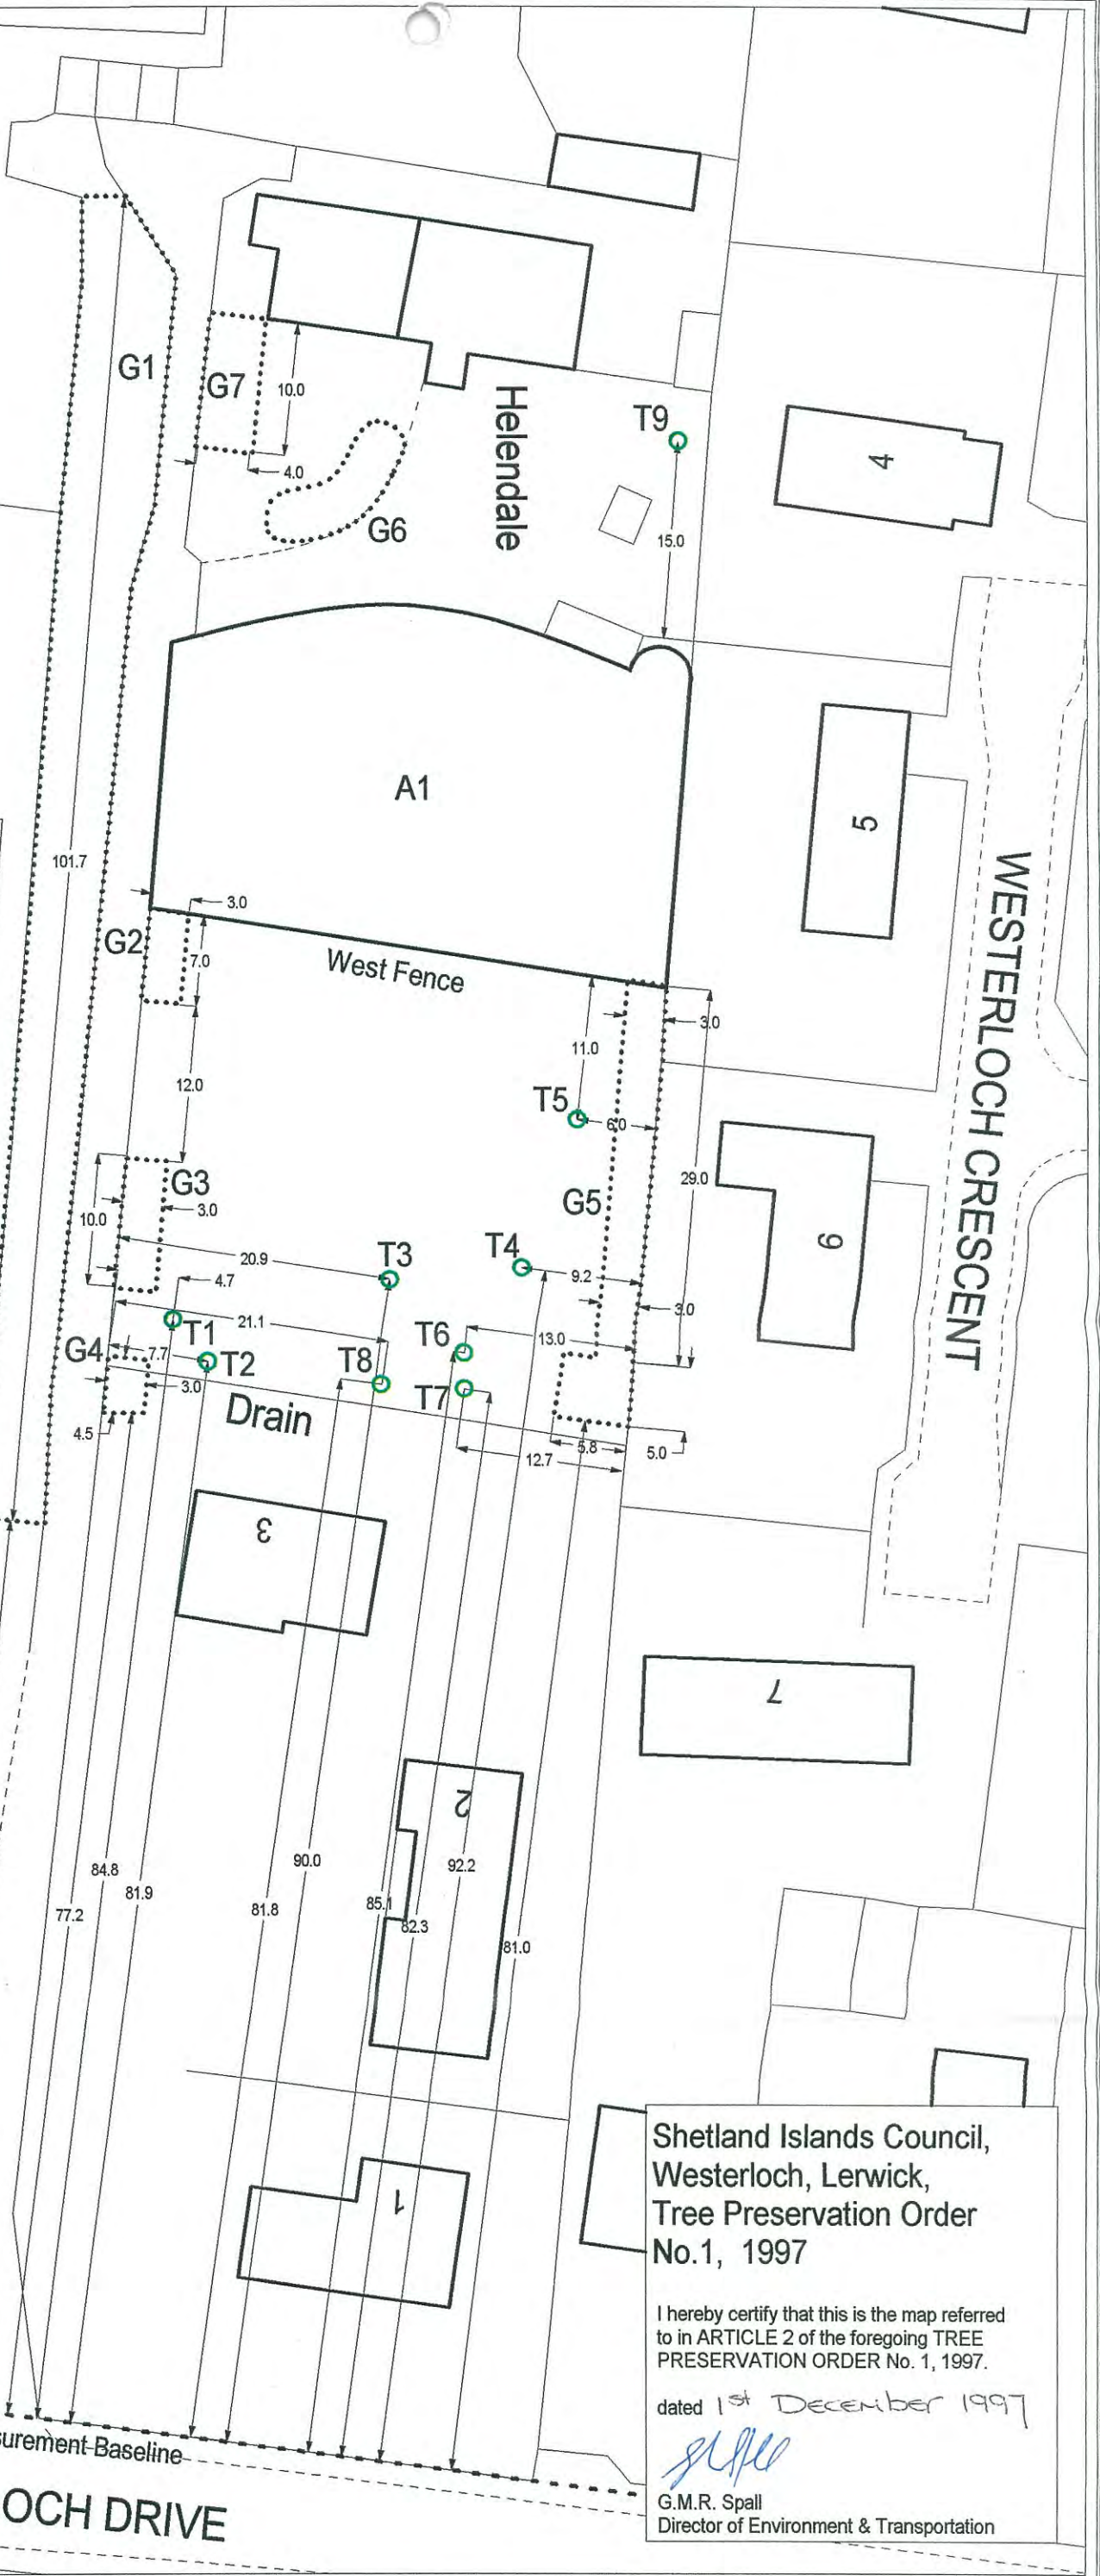 G1
G7
10.0
4.0
G6
Helendale
T9
15.0
4
A1
5
101.7
3.0
G2
7.0
West Fence
WESTERLOCH CRESCENT
3.0
11.0
12.0
T5
6.0
29.0
G3
3.0
10.0
G5
6
20.9
T3
T4
4.7
9.2
3.0
T1
21.1
T6
13.0
G4
7.7
T2
T8
T7
3.0
Drain
4.5
5.8
5.0
12.7
3
7
2
84.8
90.0
92.2
81.9
77.2
81.8
85.1
82.3
81.0
1
Shetland Islands Council,
Westerloch, Lerwick,
Tree Preservation Order
No.1, 1997
I hereby certify that this is the map referred
to in ARTICLE 2 of the foregoing TREE
PRESERVATION ORDER No. 1, 1997.
dated 1st December 1997
G.M.R. Spall
Director of Environment & Transportation
urement Baseline
OCH DRIVE